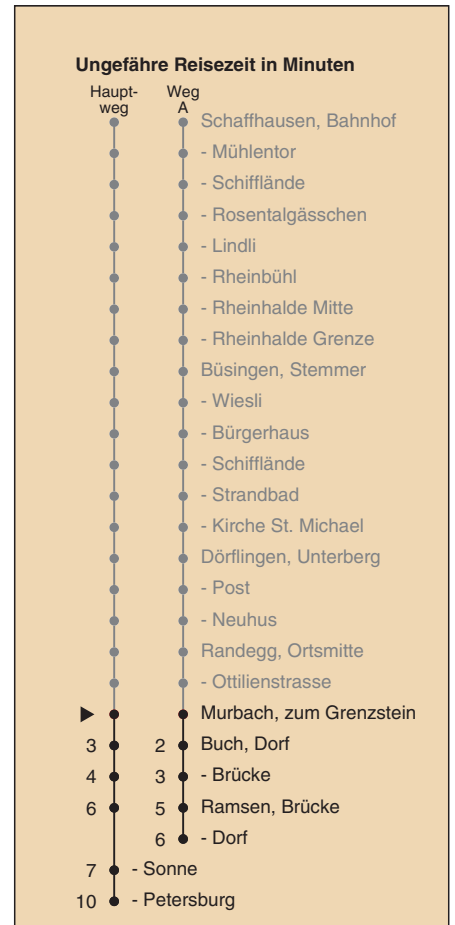 Ungefähre Reisezeit in Minuten
Haupt- Weg
weg A
Schaffhausen, Bahnhof
- Mühlentor
- Schifflände
- Rosentalgässchen
- Lindli
- Rheinbühl
- Rheinhalde Mitte
- Rheinhalde Grenze
Büsingen, Stemmer
- Wiesli
- Bürgerhaus
- Schifflände
- Strandbad
- Kirche St. Michael
Dörflingen, Unterberg
- Post
- Neuhus
Randegg, Ortsmitte
- Ottilienstrasse
Murbach, zum Grenzstein
3 2 Buch, Dorf
4 3 - Brücke
6 5 Ramsen, Brücke
6 - Dorf
7 - Sonne
10 - Petersburg